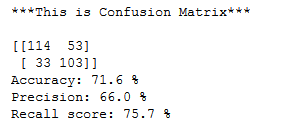 ***This is Confusion Matrix***
[[114  53]
 [ 33 103]]
Accuracy: 71.6 %
Precision: 66.0 %
Recall score: 75.7 %